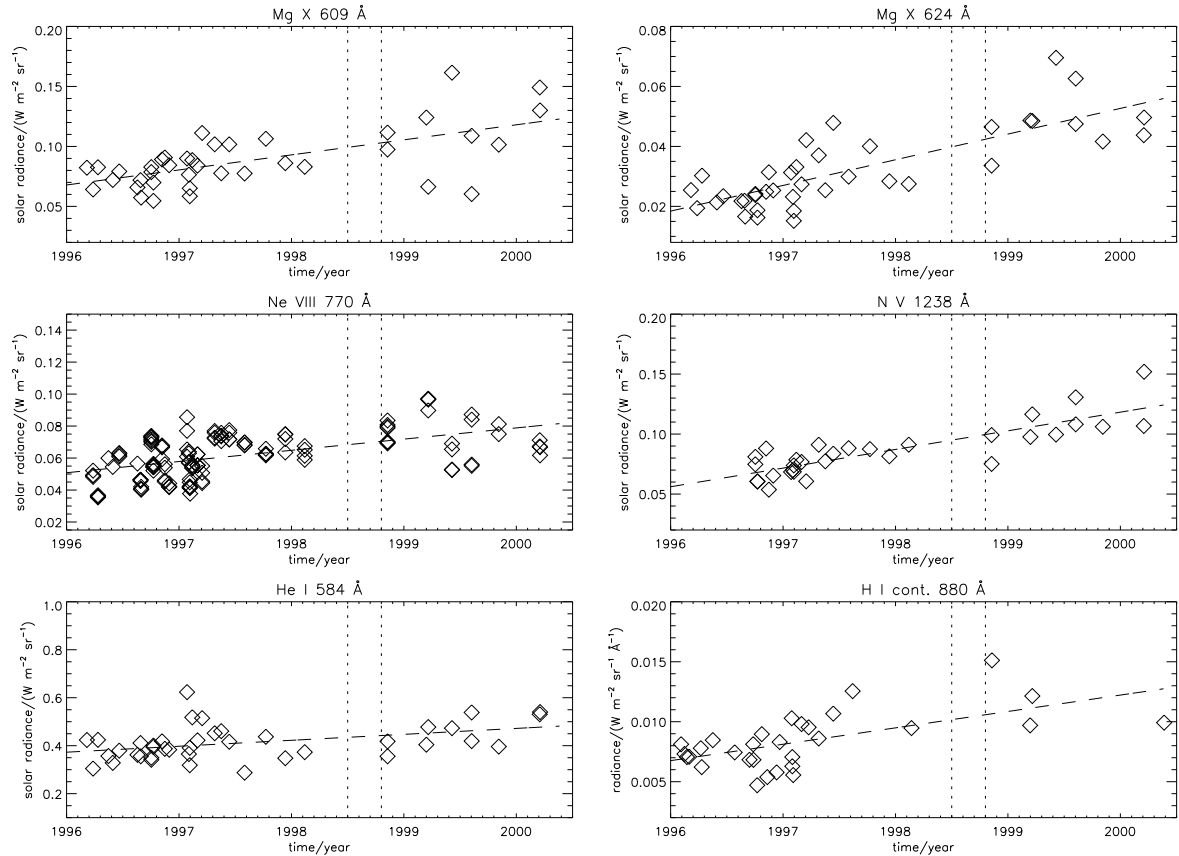 Mg X 609 Å
solar radiance/(W m⁻² sr⁻¹)
0.20
0.15
0.10
0.05
1996 1997 1998 1999 2000
time/year
Mg X 624 Å
solar radiance/(W m⁻² sr⁻¹)
0.08
0.06
0.04
0.02
1996 1997 1998 1999 2000
time/year
Ne VIII 770 Å
solar radiance/(W m⁻² sr⁻¹)
0.14
0.12
0.10
0.08
0.06
0.04
0.02
1996 1997 1998 1999 2000
time/year
N V 1238 Å
solar radiance/(W m⁻² sr⁻¹)
0.20
0.15
0.10
0.05
1996 1997 1998 1999 2000
time/year
He I 584 Å
solar radiance/(W m⁻² sr⁻¹)
1.0
0.8
0.6
0.4
0.2
1996 1997 1998 1999 2000
time/year
H I cont. 880 Å
radiance/(W m⁻² sr⁻¹ Å⁻¹)
0.020
0.015
0.010
0.005
1996 1997 1998 1999 2000
time/year